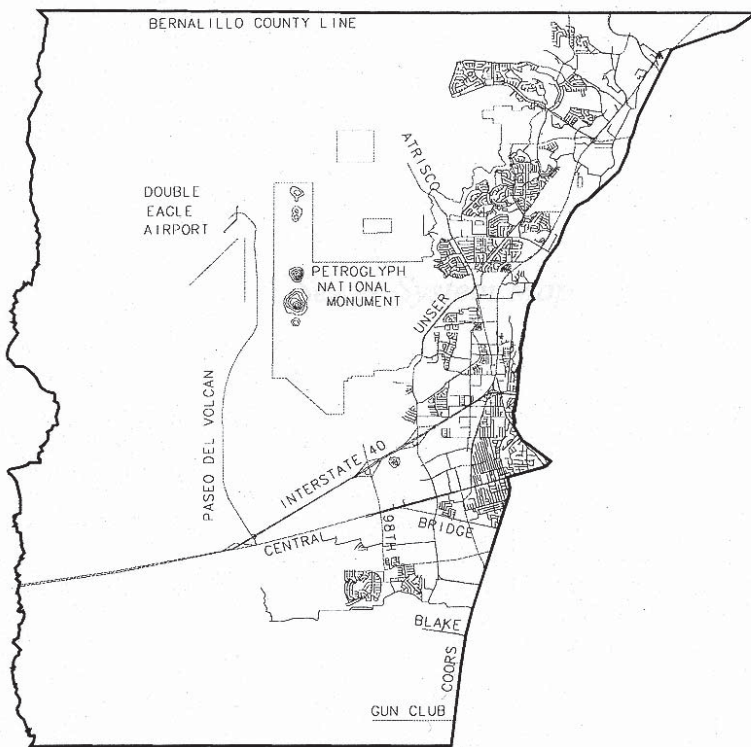 BERNALILLO COUNTY LINE
ATRISCO
DOUBLE
EAGLE
AIRPORT
PETROGLYPH
NATIONAL
MONUMENT
UNSER
PASEO DEL VOLCAN
INTERSTATE 40
98TH
BRIDGE
CENTRAL
BLAKE
COORS
GUN CLUB